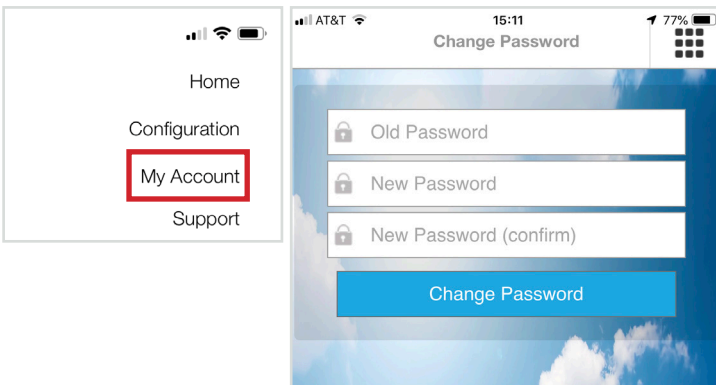 Home
Configuration
My Account
Support
AT&T 15:11 77%
Change Password
Old Password
New Password
New Password (confirm)
Change Password